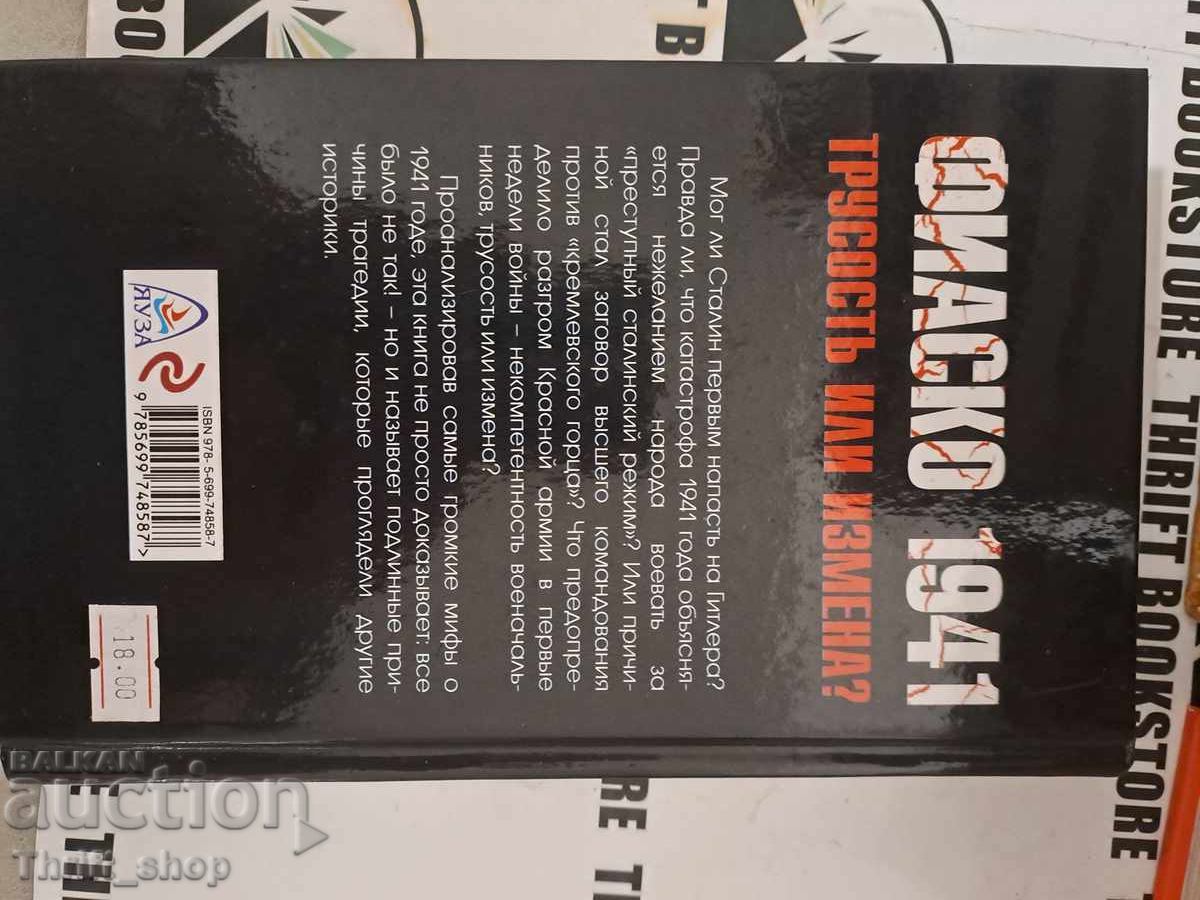 ФИАСКО 1941
ТРУСОСТЬ ИЛИ ИЗМЕНА?
Мог ли Сталин первым напасть на Гитлера?
Правда ли, что катастрофа 1941 года объясня-
ется нежеланием народа воевать за
«преступный сталинский режим»? Или причи-
ной стал заговор высшего командования
против «кремлевского горца»? Что предопре-
делило разгром Красной армии в первые
недели войны – некомпетентность военачаль-
ников, трусость или измена?
Проанализировав самые громкие мифы о
1941 годе, эта книга не просто доказывает: все
было не так! – но и называет подлинные при-
чины трагедии, которые проглядели другие
историки.
ЯУЗА
ISBN 978-5-699-74858-7
9 785699 748587 >
18.00
BOOKSTORE THRIFT BOOKSTORE
BALKAN
auction
Thrift_shop